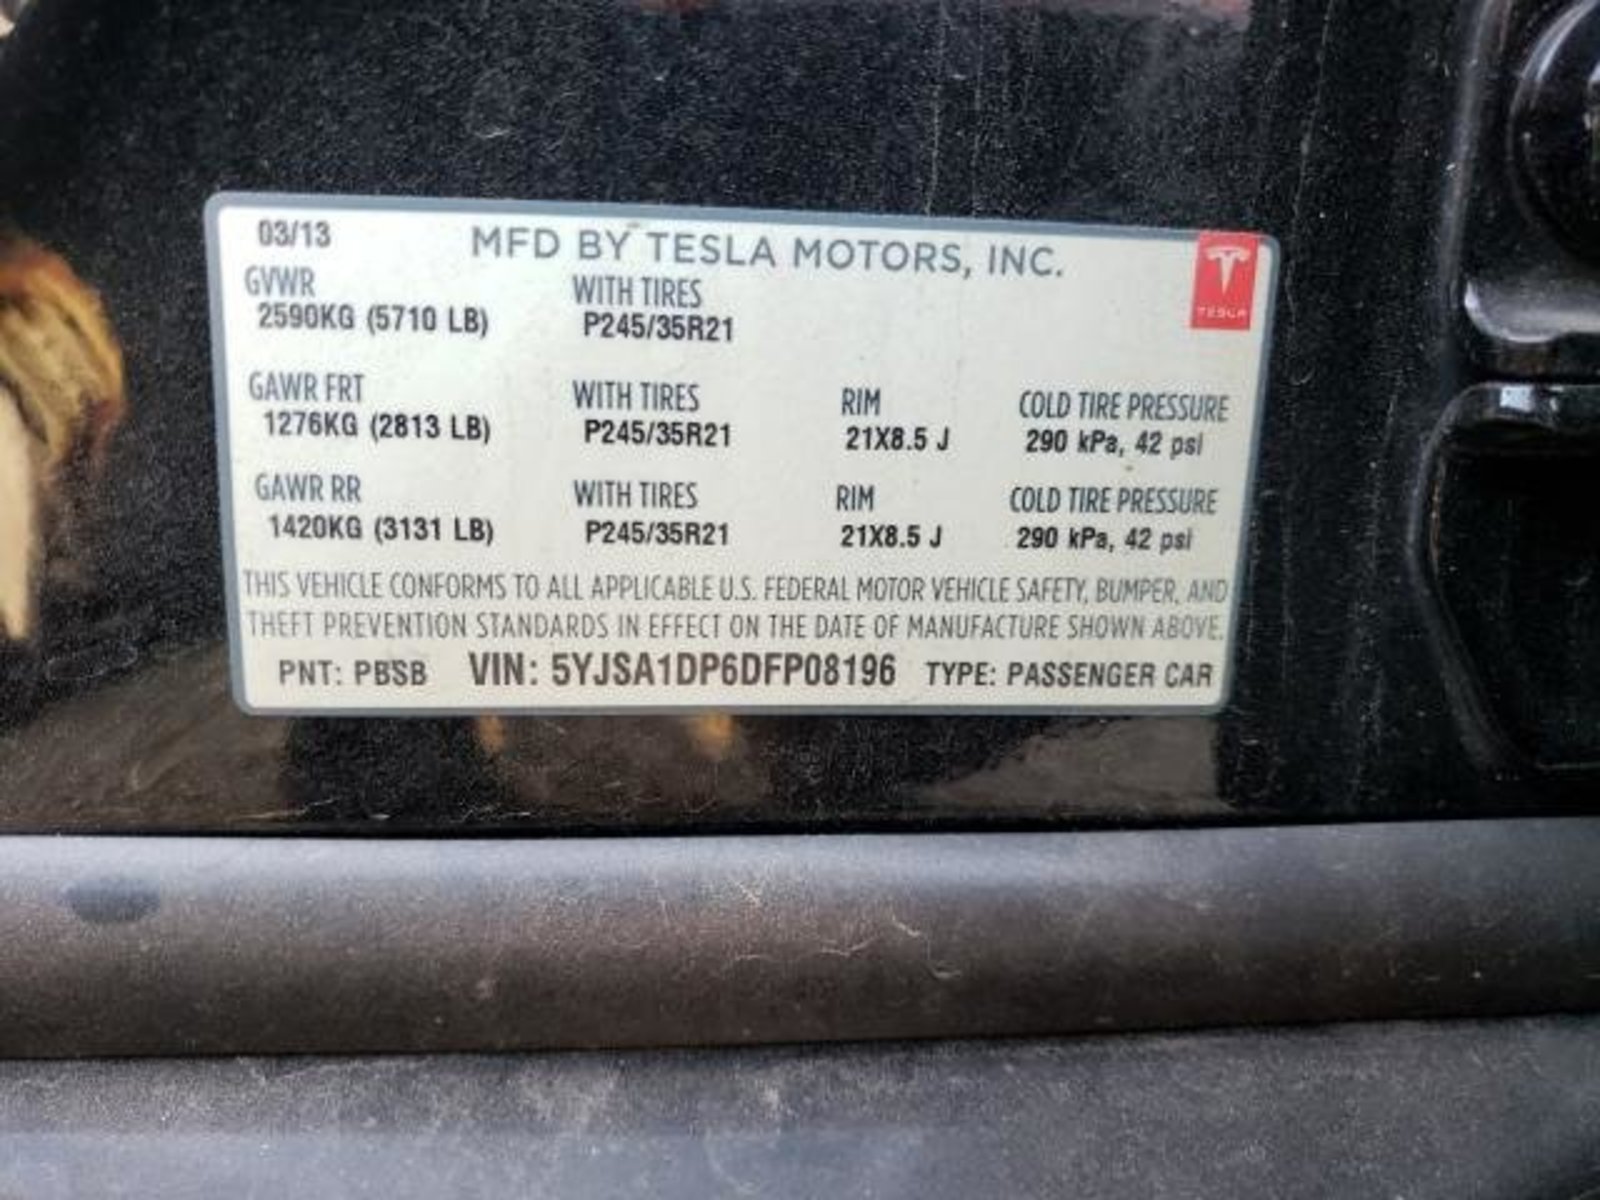 03/13 MFD BY TESLA MOTORS, INC.
TESLA
GVWR WITH TIRES
2590KG (5710 LB) P245/35R21
GAWR FRT WITH TIRES RIM COLD TIRE PRESSURE
1276KG (2813 LB) P245/35R21 21X8.5 J 290 kPa, 42 psi
GAWR RR WITH TIRES RIM COLD TIRE PRESSURE
1420KG (3131 LB) P245/35R21 21X8.5 J 290 kPa, 42 psi
THIS VEHICLE CONFORMS TO ALL APPLICABLE U.S. FEDERAL MOTOR VEHICLE SAFETY, BUMPER, AND
THEFT PREVENTION STANDARDS IN EFFECT ON THE DATE OF MANUFACTURE SHOWN ABOVE.
PNT: PBSB VIN: 5YJSA1DP6DFP08196 TYPE: PASSENGER CAR